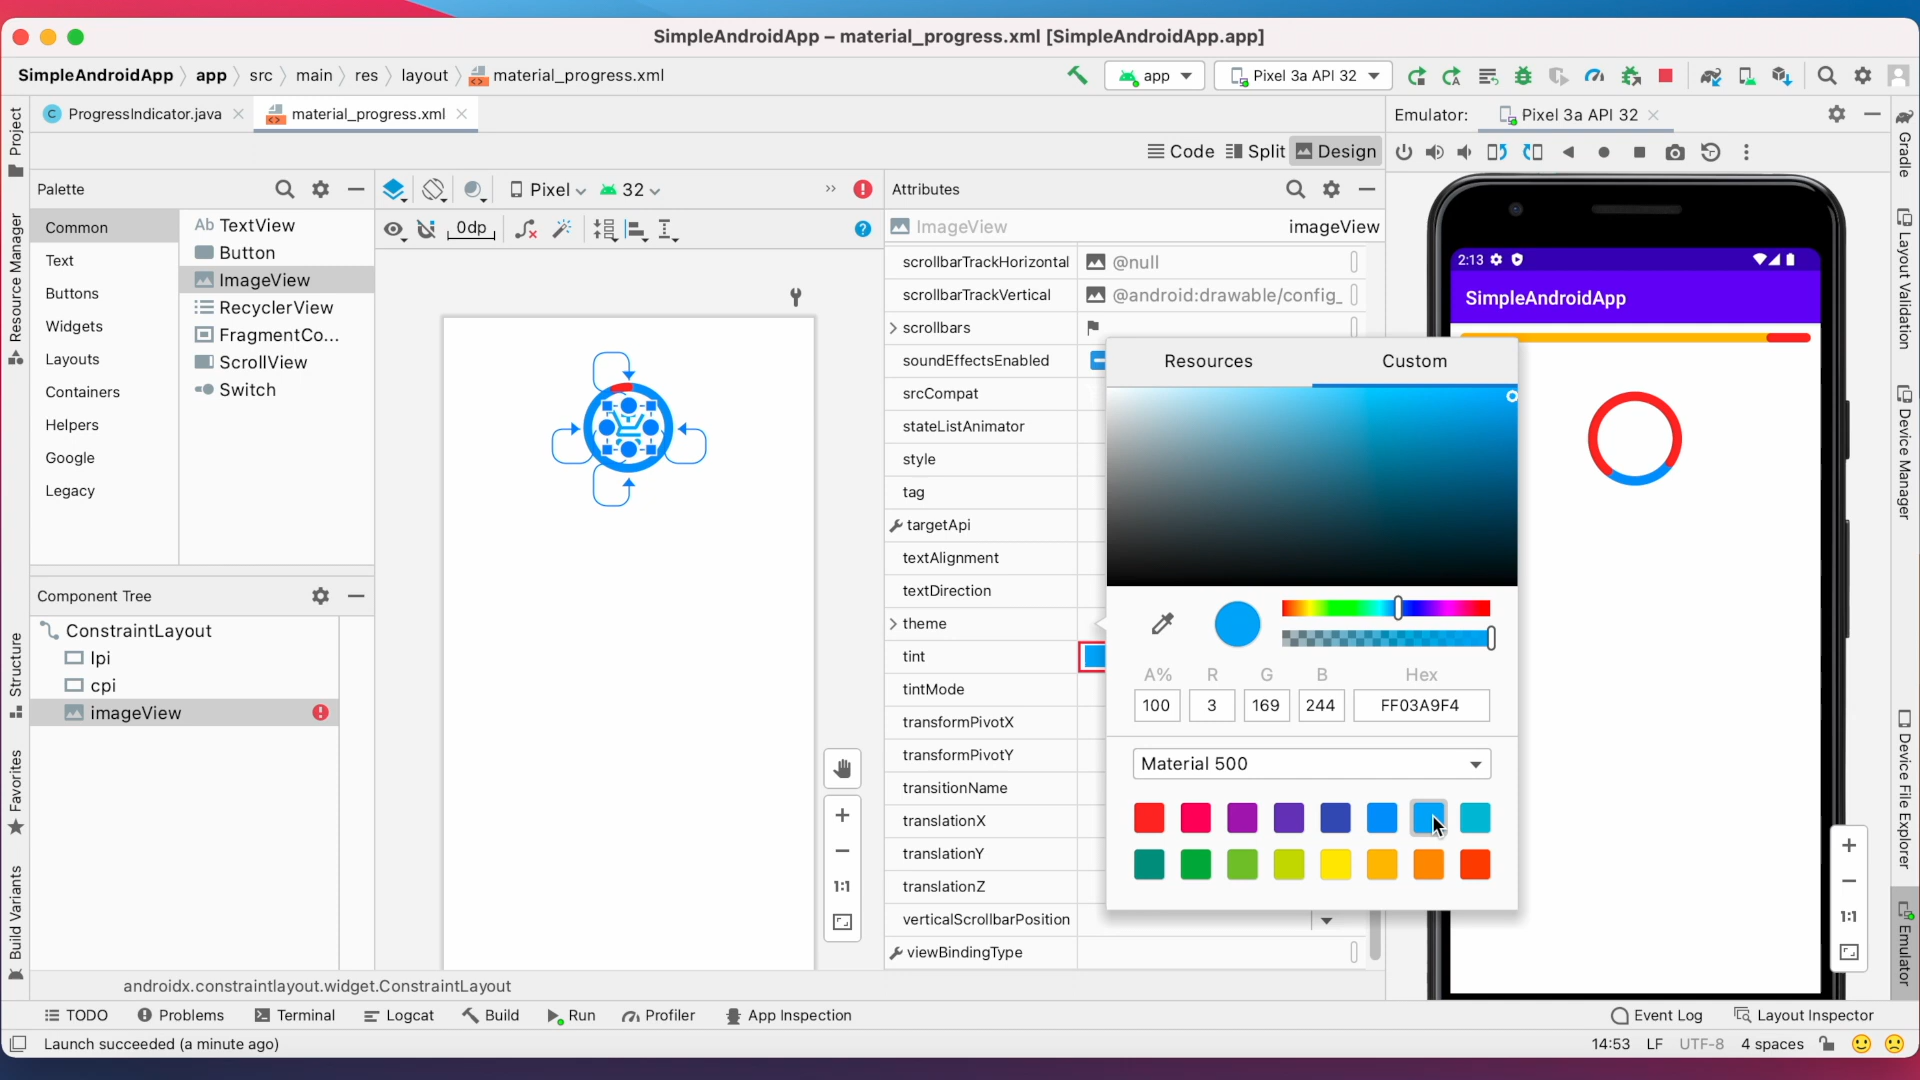 SimpleAndroidApp – material_progress.xml [SimpleAndroidApp.app]
SimpleAndroidApp app src main res layout material_progress.xml
app Pixel 3a API 32
ProgressIndicator.java material_progress.xml
Emulator: Pixel 3a API 32
Code Split Design
Project
Resource Manager
Structure
Favorites
Build Variants
Palette
Common
Text
Buttons
Widgets
Layouts
Containers
Helpers
Google
Legacy
Ab TextView
Button
ImageView
RecyclerView
FragmentCo...
ScrollView
Switch
Component Tree
ConstraintLayout
lpi
cpi
imageView
Pixel 32
0dp
1:1
Attributes
ImageView imageView
scrollbarTrackHorizontal @null
scrollbarTrackVertical @android:drawable/config_
scrollbars
soundEffectsEnabled
srcCompat
stateListAnimator
style
tag
targetApi
textAlignment
textDirection
theme
tint
tintMode
transformPivotX
transformPivotY
transitionName
translationX
translationY
translationZ
verticalScrollbarPosition
viewBindingType
Resources Custom
A% R G B Hex
100 3 169 244 FF03A9F4
Material 500
2:13
SimpleAndroidApp
1:1
Gradle
Layout Validation
Device Manager
Device File Explorer
Emulator
androidx.constraintlayout.widget.ConstraintLayout
TODO Problems Terminal Logcat Build Run Profiler App Inspection Event Log Layout Inspector
Launch succeeded (a minute ago) 14:53 LF UTF-8 4 spaces